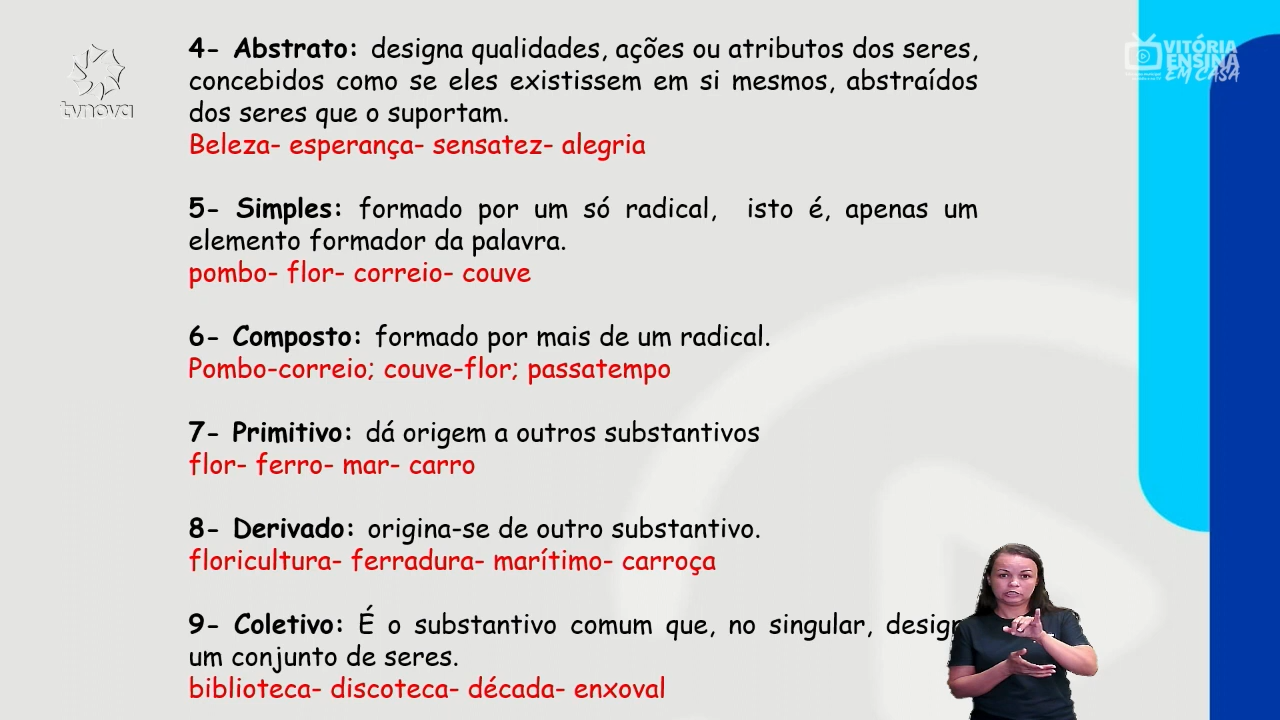 4- Abstrato: designa qualidades, ações ou atributos dos seres,
concebidos como se eles existissem em si mesmos, abstraídos
dos seres que o suportam.
Beleza- esperança- sensatez- alegria
5- Simples: formado por um só radical, isto é, apenas um
elemento formador da palavra.
pombo- flor- correio- couve
6- Composto: formado por mais de um radical.
Pombo-correio; couve-flor; passatempo
7- Primitivo: dá origem a outros substantivos
flor- ferro- mar- carro
8- Derivado: origina-se de outro substantivo.
floricultura- ferradura- marítimo- carroça
9- Coletivo: É o substantivo comum que, no singular,
um conjunto de seres.
biblioteca- discoteca- década- enxoval
tvnova
VITÓRIA
ENSINA
EM CASA